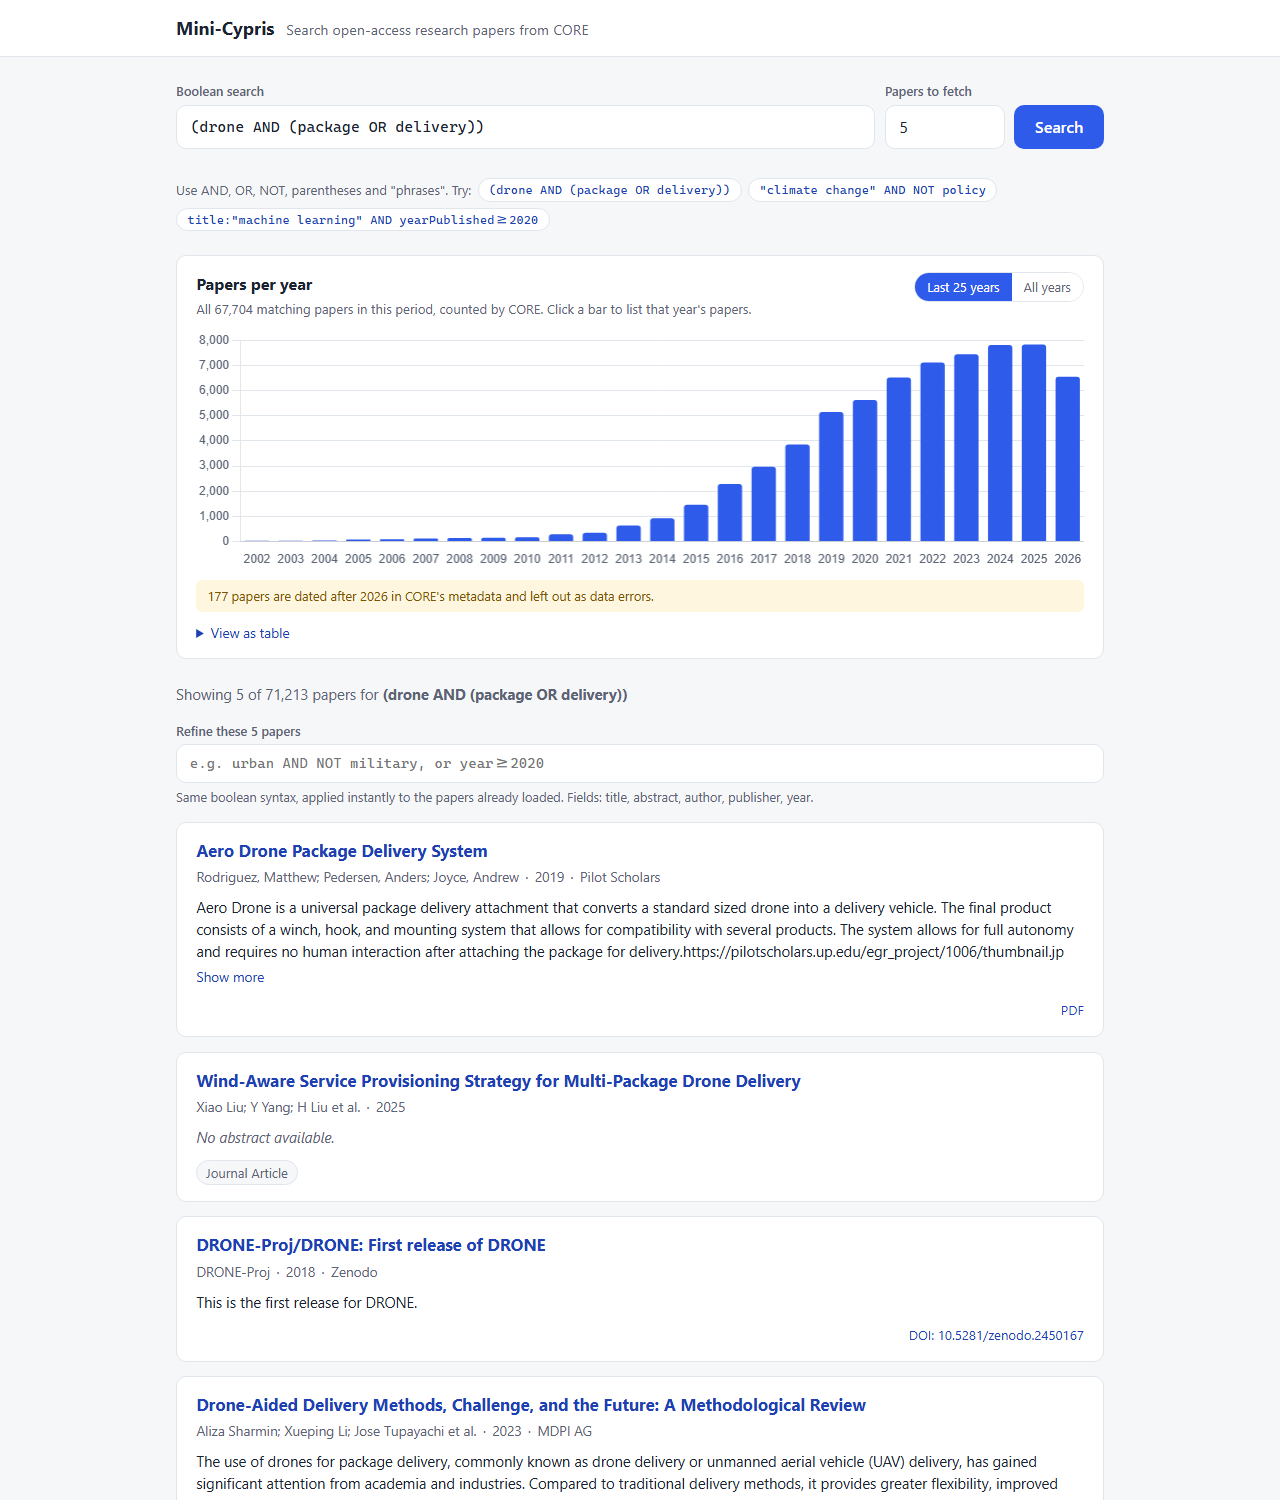 Mini-Cypris Search open-access research papers from CORE
Boolean search
Papers to fetch
(drone AND (package OR delivery))
5
Search
Use AND, OR, NOT, parentheses and "phrases". Try: (drone AND (package OR delivery)) "climate change" AND NOT policy
title:"machine learning" AND yearPublished≥2020
Papers per year
Last 25 years All years
All 67,704 matching papers in this period, counted by CORE. Click a bar to list that year's papers.
8,000
7,000
6,000
5,000
4,000
3,000
2,000
1,000
0
2002 2003 2004 2005 2006 2007 2008 2009 2010 2011 2012 2013 2014 2015 2016 2017 2018 2019 2020 2021 2022 2023 2024 2025 2026
177 papers are dated after 2026 in CORE's metadata and left out as data errors.
▶ View as table
Showing 5 of 71,213 papers for (drone AND (package OR delivery))
Refine these 5 papers
e.g. urban AND NOT military, or year≥2020
Same boolean syntax, applied instantly to the papers already loaded. Fields: title, abstract, author, publisher, year.
Aero Drone Package Delivery System
Rodriguez, Matthew; Pedersen, Anders; Joyce, Andrew · 2019 · Pilot Scholars
Aero Drone is a universal package delivery attachment that converts a standard sized drone into a delivery vehicle. The final product
consists of a winch, hook, and mounting system that allows for compatibility with several products. The system allows for full autonomy
and requires no human interaction after attaching the package for delivery.https://pilotscholars.up.edu/egr_project/1006/thumbnail.jp
Show more
PDF
Wind-Aware Service Provisioning Strategy for Multi-Package Drone Delivery
Xiao Liu; Y Yang; H Liu et al. · 2025
No abstract available.
Journal Article
DRONE-Proj/DRONE: First release of DRONE
DRONE-Proj · 2018 · Zenodo
This is the first release for DRONE.
DOI: 10.5281/zenodo.2450167
Drone-Aided Delivery Methods, Challenge, and the Future: A Methodological Review
Aliza Sharmin; Xueping Li; Jose Tupayachi et al. · 2023 · MDPI AG
The use of drones for package delivery, commonly known as drone delivery or unmanned aerial vehicle (UAV) delivery, has gained
significant attention from academia and industries. Compared to traditional delivery methods, it provides greater flexibility, improved